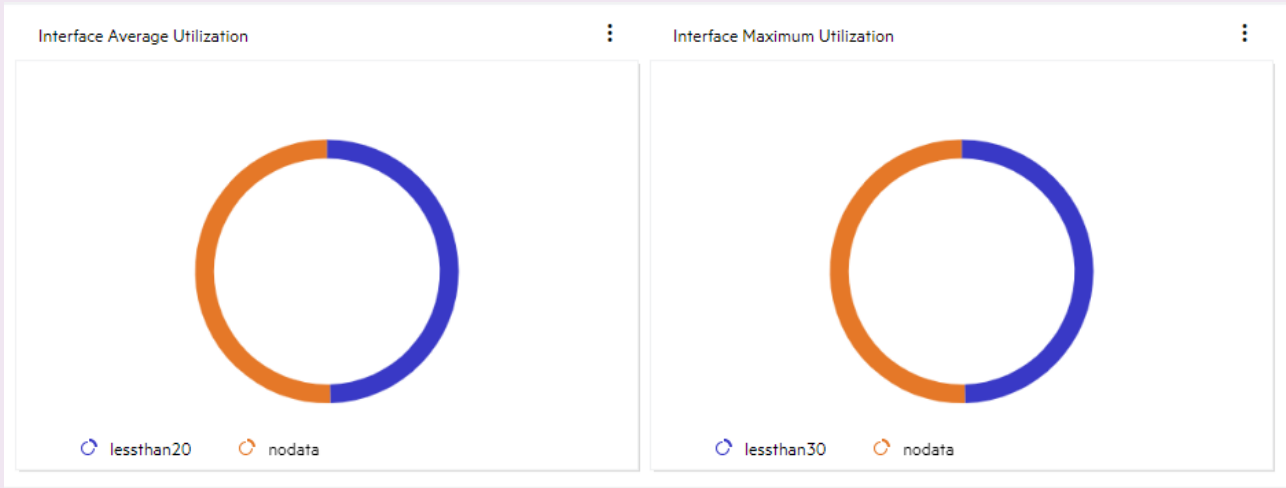 Interface Average Utilization
Interface Maximum Utilization
lessthan20 nodata
lessthan30 nodata